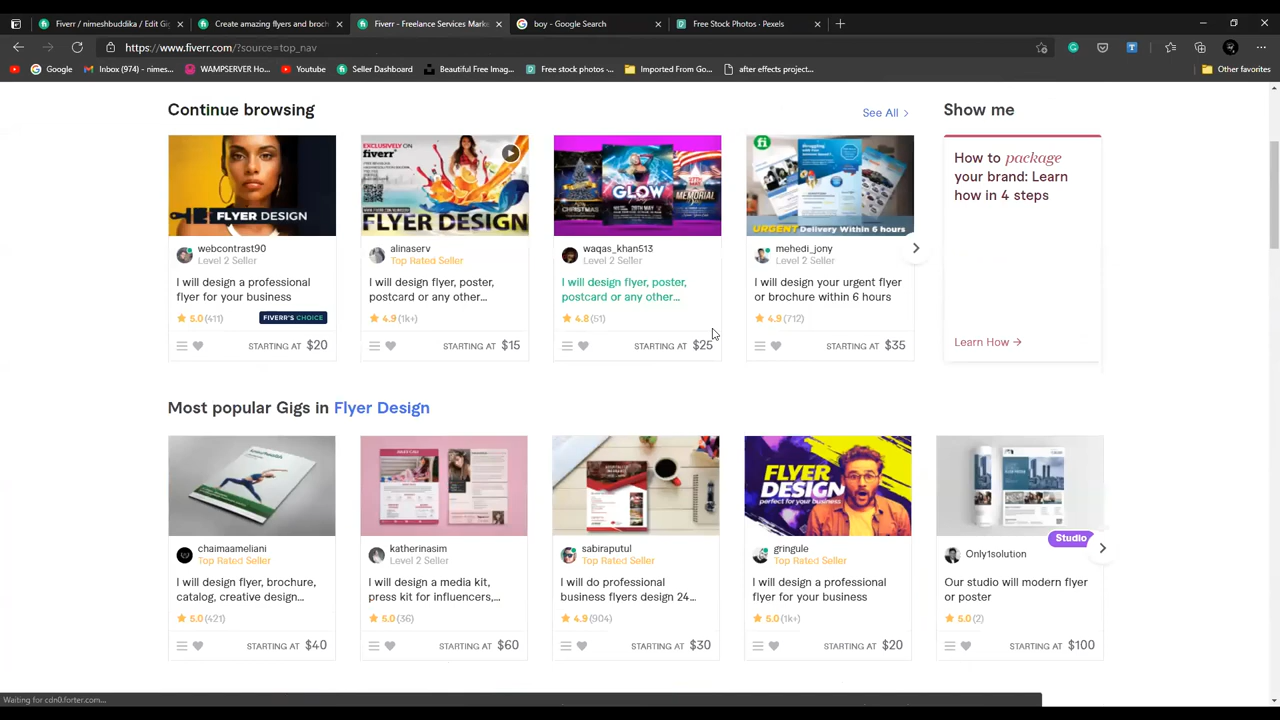 Fiverr / nimeshbuddika / Edit Gi
Create amazing flyers and broch
Fiverr - Freelance Services Mark
boy - Google Search
Free Stock Photos · Pexels
https://www.fiverr.com/?source=top_nav
Google
Inbox (974) - nimes...
WAMPSERVER Ho...
Youtube
Seller Dashboard
Beautiful Free Imag...
Free stock photos ·...
Imported From Go...
after effects project...
Other favorites
Continue browsing
See All
Show me
FLYER DESIGN
EXCLUSIVELY ON
fiverr
FLYER DESIGN
CHRISTMAS
GLOW
MEMORIAL
fi
URGENT Delivery Within 6 hours
How to package
your brand: Learn
how in 4 steps
Learn How →
webcontrast90
Level 2 Seller
I will design a professional
flyer for your business
5.0 (411)
FIVERR'S CHOICE
STARTING AT $20
alinaserv
Top Rated Seller
I will design flyer, poster,
postcard or any other...
4.9 (1k+)
STARTING AT $15
waqas_khan513
Level 2 Seller
I will design flyer, poster,
postcard or any other...
4.8 (51)
STARTING AT $25
mehedi_jony
Level 2 Seller
I will design your urgent flyer
or brochure within 6 hours
4.9 (712)
STARTING AT $35
Most popular Gigs in Flyer Design
FLYER
DESIGN
perfect for your business
chaimaameliani
Top Rated Seller
I will design flyer, brochure,
catalog, creative design...
5.0 (421)
STARTING AT $40
katherinasim
Level 2 Seller
I will design a media kit,
press kit for influencers,...
5.0 (36)
STARTING AT $60
sabiraputul
Top Rated Seller
I will do professional
business flyers design 24...
4.9 (904)
STARTING AT $30
gringule
Top Rated Seller
I will design a professional
flyer for your business
5.0 (1k+)
STARTING AT $20
Studio
Only1solution
Our studio will modern flyer
or poster
5.0 (2)
STARTING AT $100
Waiting for cdn0.forter.com...